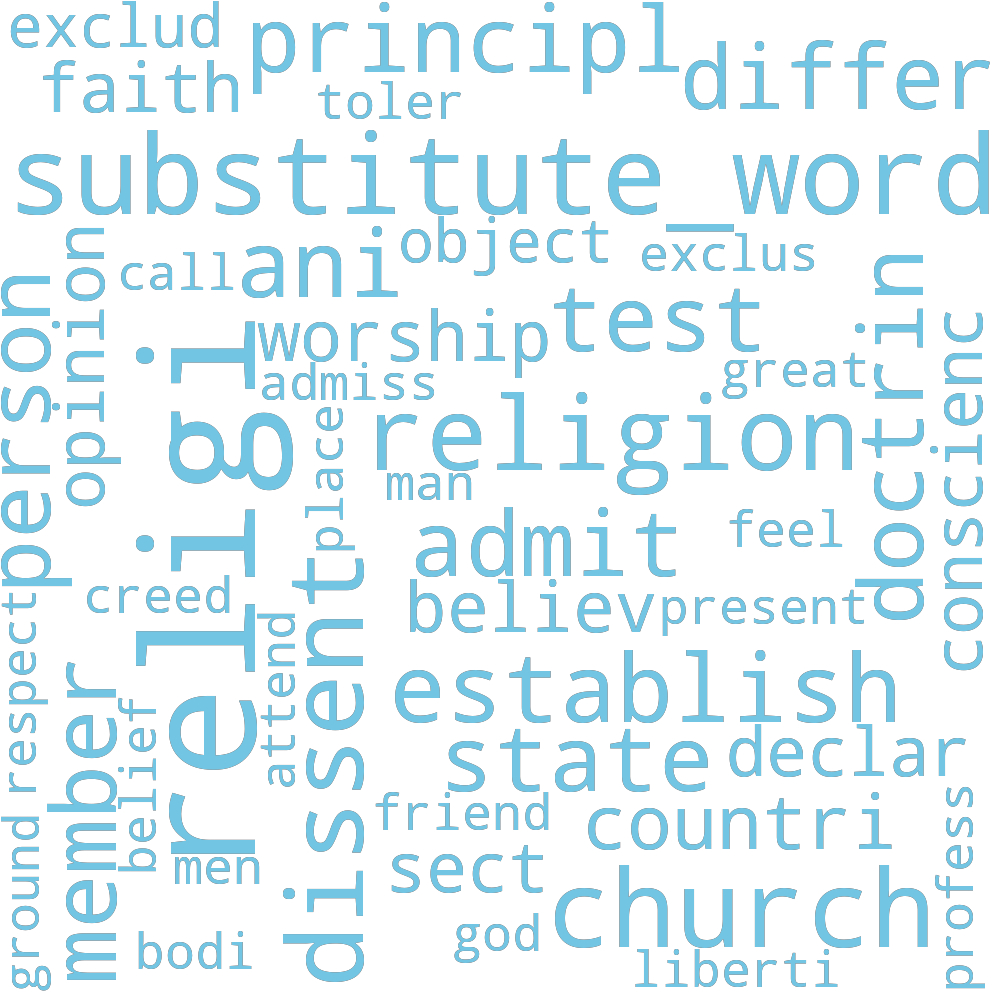 exclud
principl
differ
faith
toler
substitute_word
object
exclus
call
ani
opinion
person
doctrin
test
worship
conscienc
great
admiss
religi
religion
place
man
admit
feel
dissent
creed
believ
present
respect
attend
establish
member
belief
state
declar
friend
countri
profess
ground
men
sect
church
god
bodi
liberti